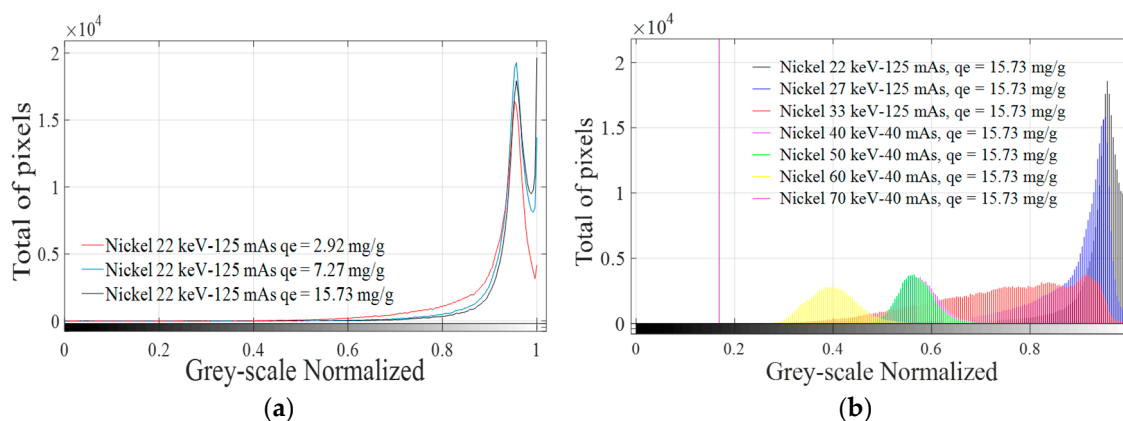 ×10⁴
2
1.5
1
0.5
0
Total of pixels
Nickel 22 keV-125 mAs qe = 2.92 mg/g
Nickel 22 keV-125 mAs qe = 7.27 mg/g
Nickel 22 keV-125 mAs qe = 15.73 mg/g
0 0.2 0.4 0.6 0.8 1
Grey-scale Normalized
(a)
×10⁴
2
1.5
1
0.5
0
Total of pixels
Nickel 22 keV-125 mAs, qe = 15.73 mg/g
Nickel 27 keV-125 mAs, qe = 15.73 mg/g
Nickel 33 keV-125 mAs, qe = 15.73 mg/g
Nickel 40 keV-40 mAs, qe = 15.73 mg/g
Nickel 50 keV-40 mAs, qe = 15.73 mg/g
Nickel 60 keV-40 mAs, qe = 15.73 mg/g
Nickel 70 keV-40 mAs, qe = 15.73 mg/g
0 0.2 0.4 0.6 0.8
Grey-scale Normalized
(b)